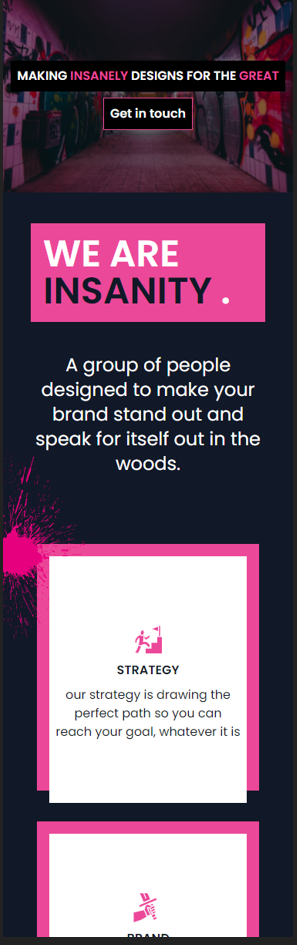 MAKING INSANELY DESIGNS FOR THE GREAT
Get in touch
WE ARE
INSANITY .
A group of people
designed to make your
brand stand out and
speak for itself out in the
woods.
STRATEGY
our strategy is drawing the
perfect path so you can
reach your goal, whatever it is
BRAND